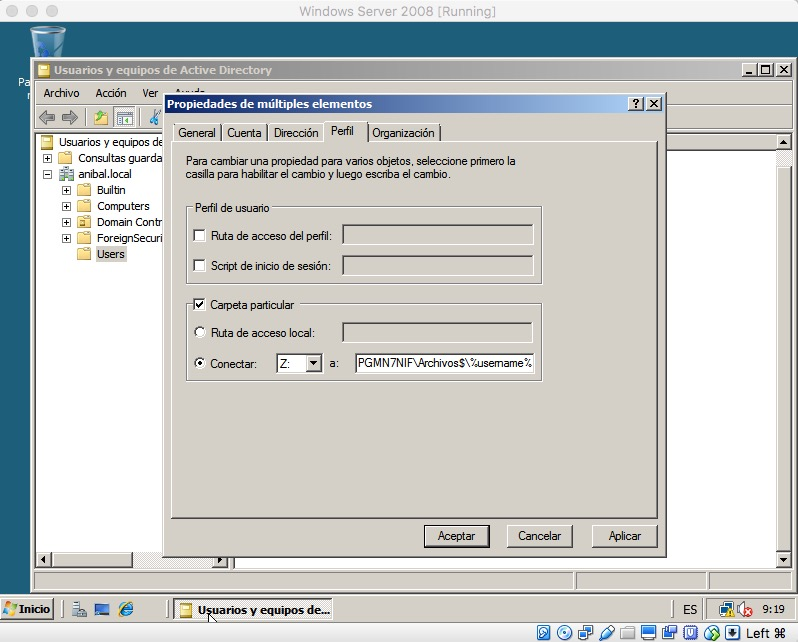 Windows Server 2008 [Running]
Usuarios y equipos de Active Directory
Archivo Acción Ver
Propiedades de múltiples elementos
General Cuenta Dirección Perfil Organización
Para cambiar una propiedad para varios objetos, seleccione primero la
casilla para habilitar el cambio y luego escriba el cambio.
Perfil de usuario
Ruta de acceso del perfil:
Script de inicio de sesión:
Carpeta particular
Ruta de acceso local:
Conectar: Z: a: PGMN7NIF\Archivos$\%username%
Aceptar Cancelar Aplicar
Usuarios y equipos de
Consultas guarda
anibal.local
Builtin
Computers
Domain Contr
ForeignSecuri
Users
Inicio Usuarios y equipos de... ES 9:19
Left ⌘